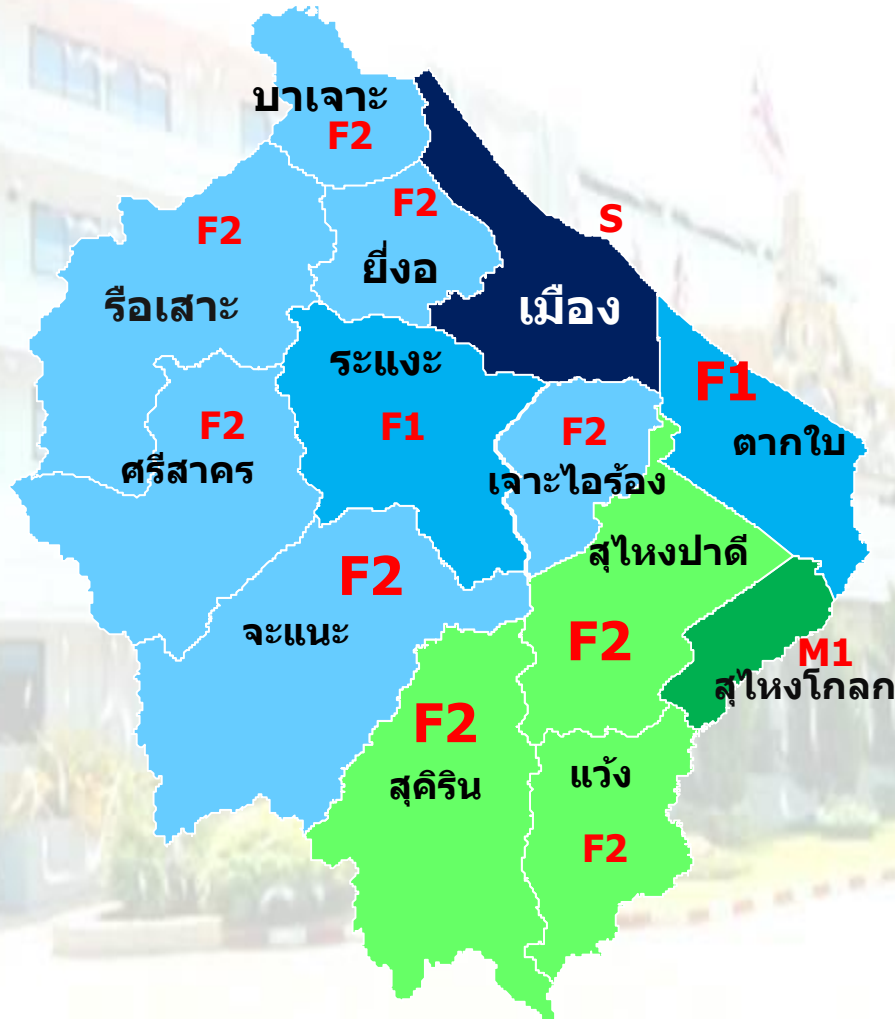 บาเจาะ
F2
F2
ยี่งอ
F2
รือเสาะ
S
เมือง
ระแงะ
F1
F1
ตากใบ
F2
ศรีสาคร
F2
เจาะไอร้อง
สุไหงปาดี
F2
F2
จะแนะ
M1
สุไหงโกลก
F2
สุคิริน
แว้ง
F2